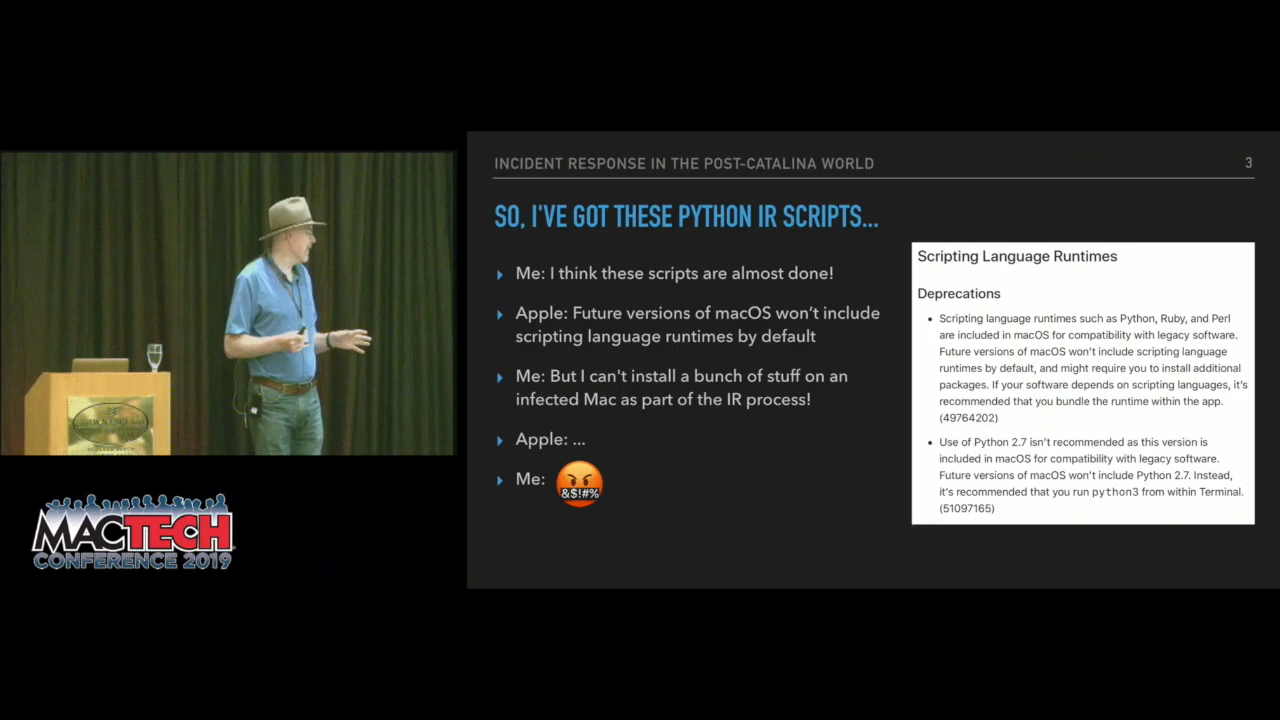 INCIDENT RESPONSE IN THE POST-CATALINA WORLD
3
SO, I'VE GOT THESE PYTHON IR SCRIPTS...
Me: I think these scripts are almost done!
Apple: Future versions of macOS won't include
scripting language runtimes by default
Me: But I can't install a bunch of stuff on an
infected Mac as part of the IR process!
Apple: ...
Me:
&$!#%
Scripting Language Runtimes
Deprecations
Scripting language runtimes such as Python, Ruby, and Perl
are included in macOS for compatibility with legacy software.
Future versions of macOS won't include scripting language
runtimes by default, and might require you to install additional
packages. If your software depends on scripting languages, it's
recommended that you bundle the runtime within the app.
(49764202)
Use of Python 2.7 isn't recommended as this version is
included in macOS for compatibility with legacy software.
Future versions of macOS won't include Python 2.7. Instead,
it's recommended that you run python3 from within Terminal.
(51097165)
MACTECH
CONFERENCE 2019